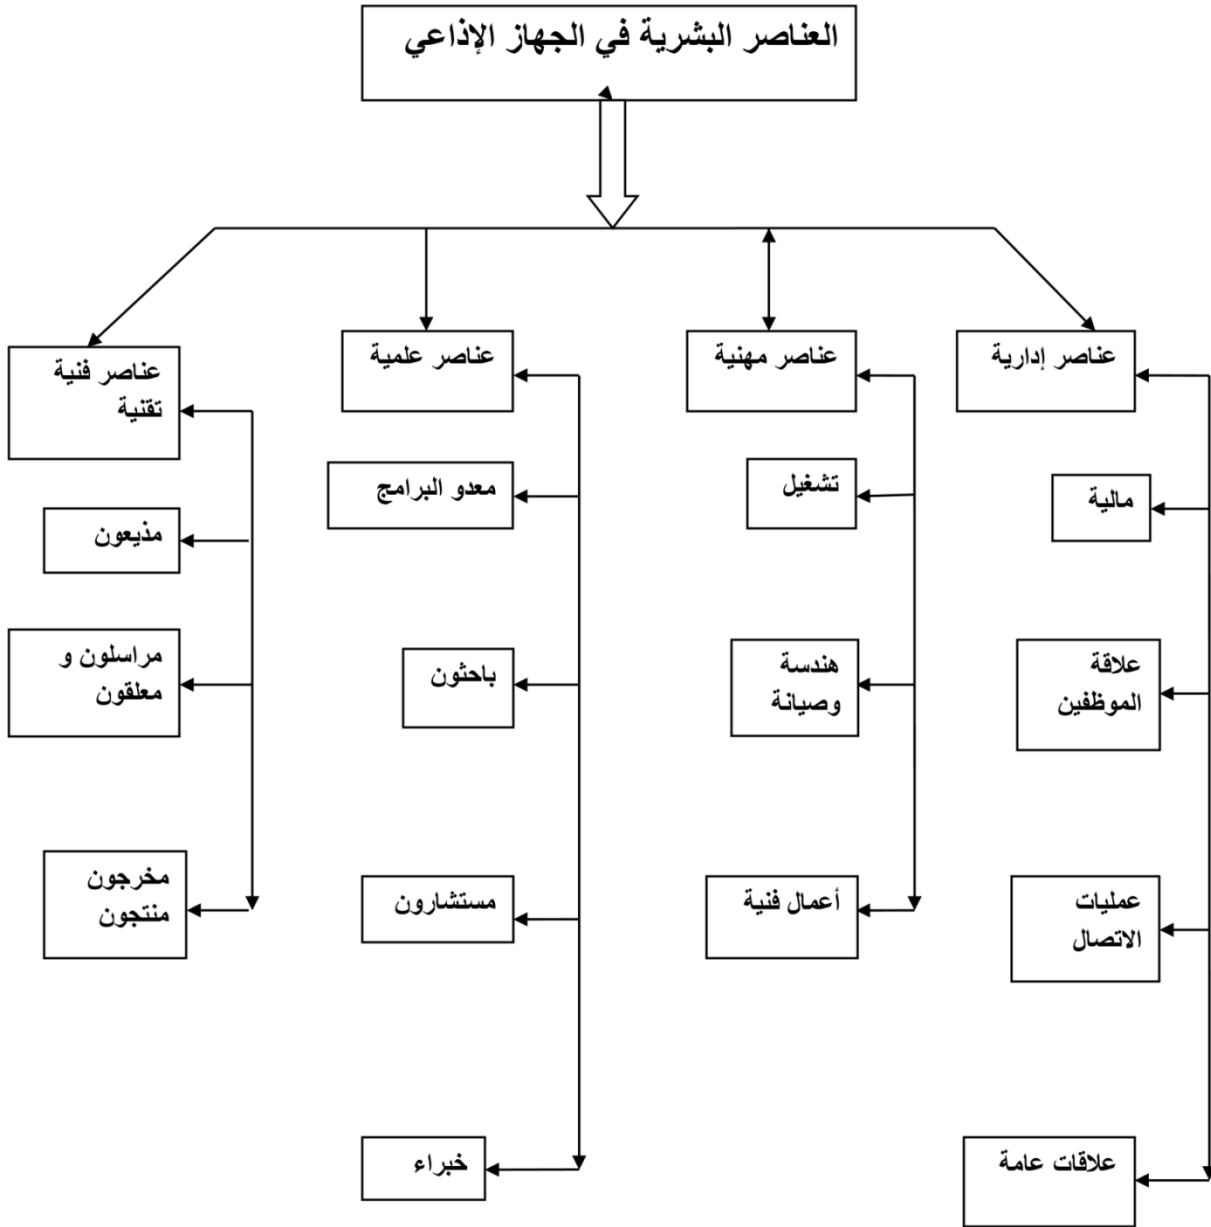 العناصر البشرية في الجهاز الإذاعي
عناصر إدارية
مالية
علاقة
الموظفين
عمليات
الاتصال
علاقات عامة
عناصر مهنية
تشغيل
هندسة
وصيانة
أعمال فنية
عناصر علمية
معدو البرامج
باحثون
مستشارون
خبراء
عناصر فنية
تقنية
مذيعون
مراسلون و
معلقون
مخرجون
منتجون